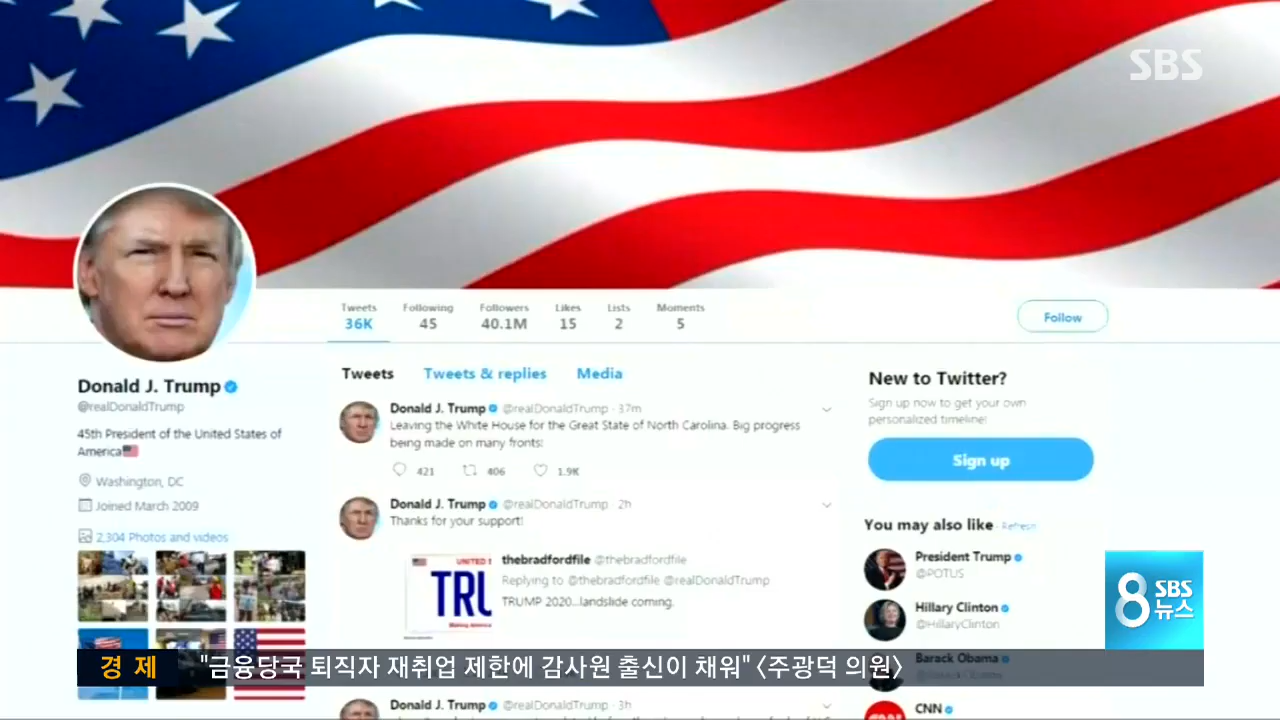 SBS
Tweets Following Followers Likes Lists Moments
36K 45 40.1M 15 2 5
Follow
Donald J. Trump
@realDonaldTrump
45th President of the United States of
America
Washington, DC
Joined March 2009
2,304 Photos and videos
Tweets Tweets & replies Media
Donald J. Trump @realDonaldTrump · 37m
Leaving the White House for the Great State of North Carolina. Big progress
being made on many fronts!
421 406 1.9K
Donald J. Trump @realDonaldTrump · 2h
Thanks for your support!
UNITED S
TRU
thebradfordfile @thebradfordfile
Replying to @thebradfordfile @realDonaldTrump
TRUMP 2020...landslide coming.
Donald J. Trump @realDonaldTrump · 3h
New to Twitter?
Sign up now to get your own
personalized timeline!
Sign up
You may also like · Refresh
President Trump
@POTUS
Hillary Clinton
@HillaryClinton
Barack Obama
CNN
8 SBS
뉴스
경 제 "금융당국 퇴직자 재취업 제한에 감사원 출신이 채워" <주광덕 의원>